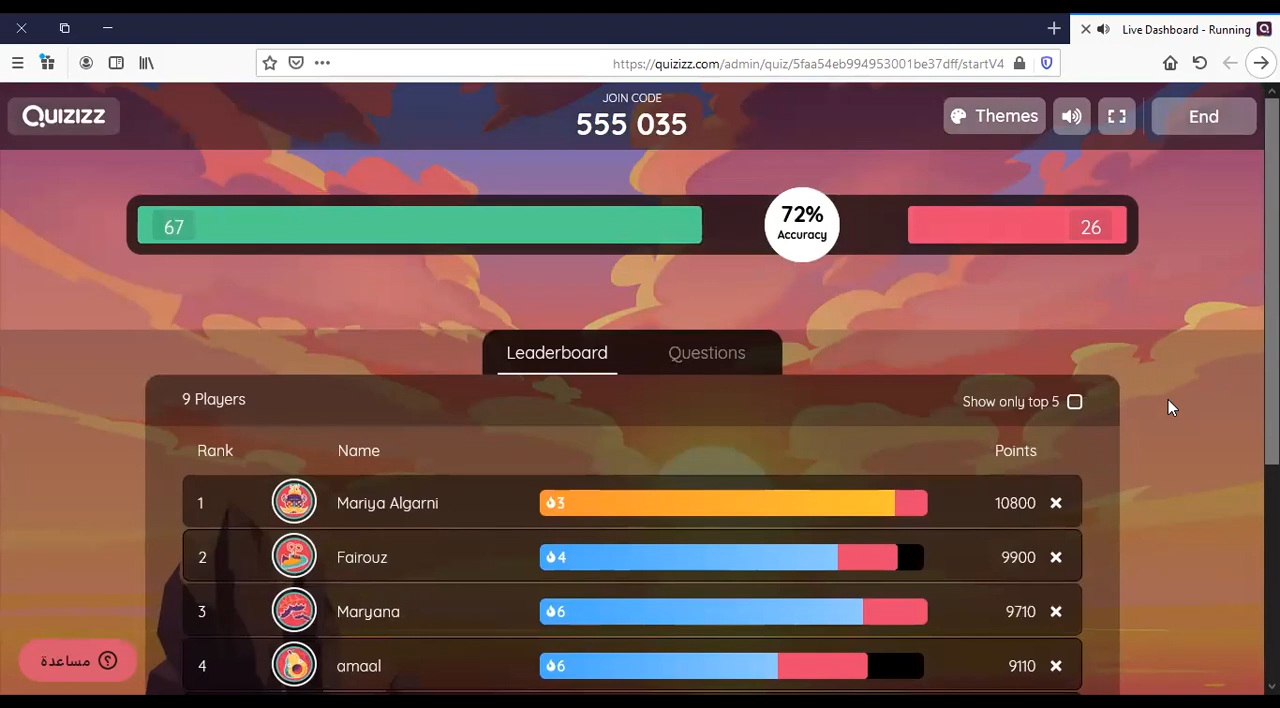 Live Dashboard - Running
https://quizizz.com/admin/quiz/5faa54eb994953001be37dff/startV4
Quizizz
JOIN CODE
555 035
Themes
End
67
72%
Accuracy
26
Leaderboard
Questions
9 Players
Show only top 5
Rank Name Points
1 Mariya Algarni 3 10800
2 Fairouz 4 9900
3 Maryana 6 9710
4 amaal 6 9110
مساعدة